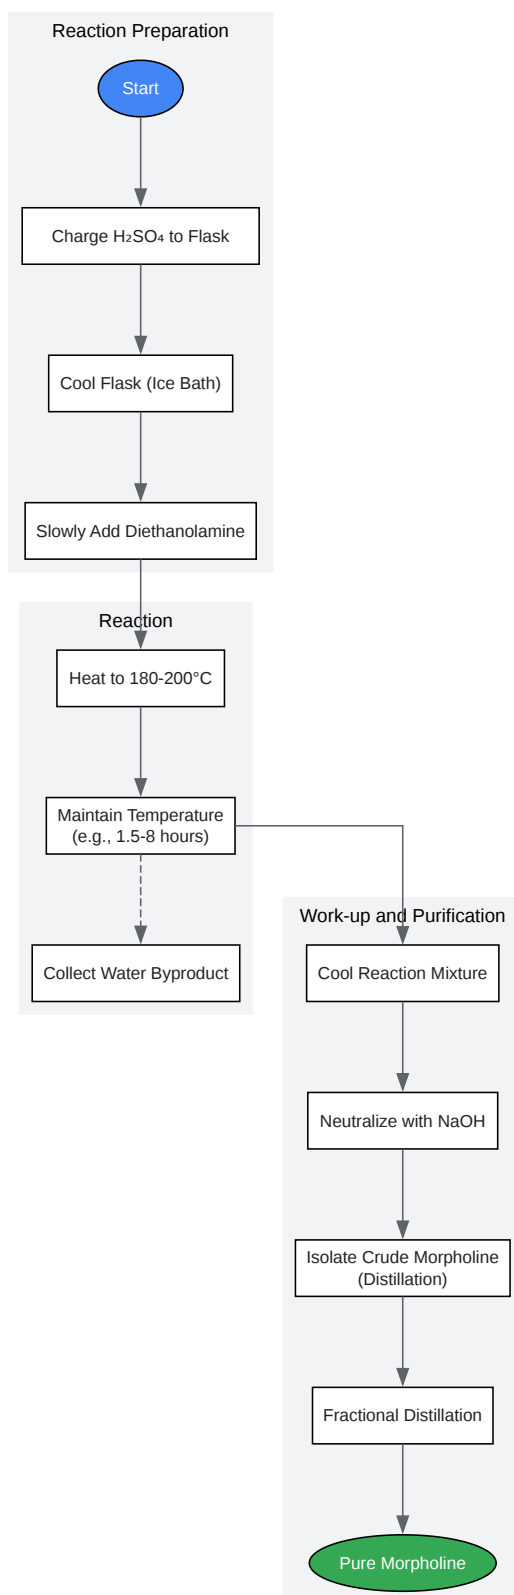 Reaction Preparation
Start
Charge H₂SO₄ to Flask
Cool Flask (Ice Bath)
Slowly Add Diethanolamine
Reaction
Heat to 180-200°C
Maintain Temperature
(e.g., 1.5-8 hours)
Collect Water Byproduct
Work-up and Purification
Cool Reaction Mixture
Neutralize with NaOH
Isolate Crude Morpholine
(Distillation)
Fractional Distillation
Pure Morpholine